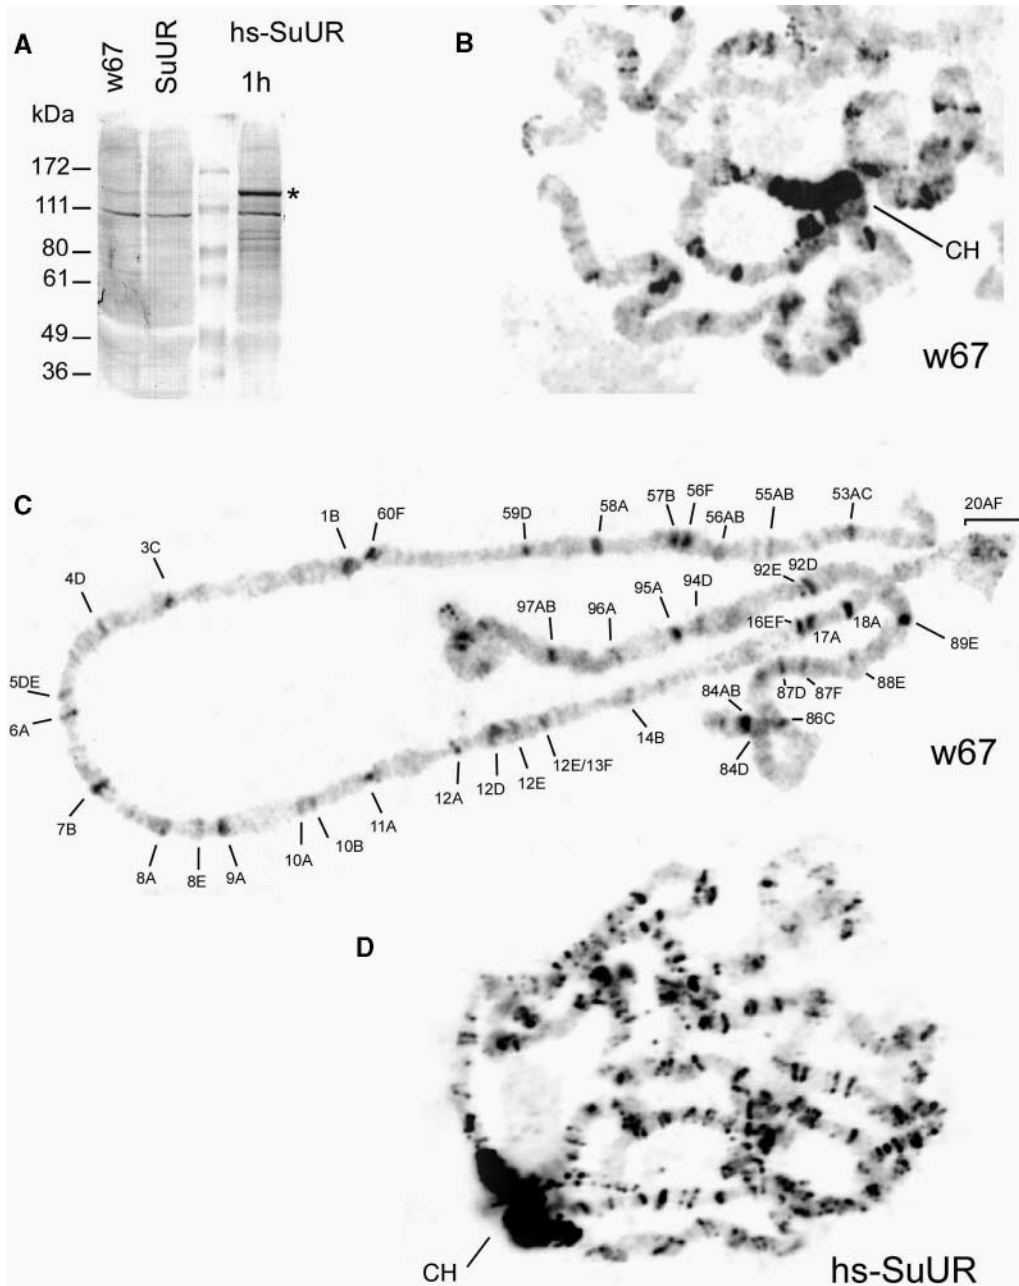 A
w67
SuUR
hs-SuUR
1h
kDa
172
111
*
80
61
49
36
B
CH
w67
C
1B
60F
59D
58A
57B
56F
56AB
55AB
53AC
20AF
3C
4D
92E
92D
97AB
96A
95A
94D
16EF
17A
18A
89E
5DE
6A
84AB
87D
87F
88E
86C
84D
w67
14B
12E/13F
12E
12D
12A
7B
11A
10B
10A
8A
8E
9A
D
CH
hs-SuUR